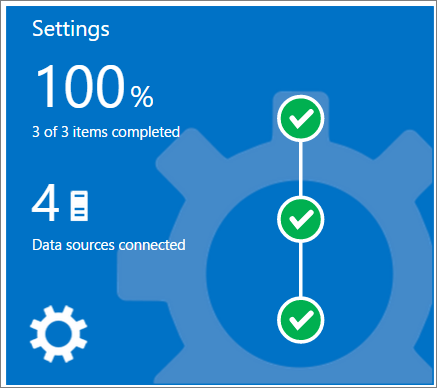 Settings
100 %
3 of 3 items completed
4
Data sources connected